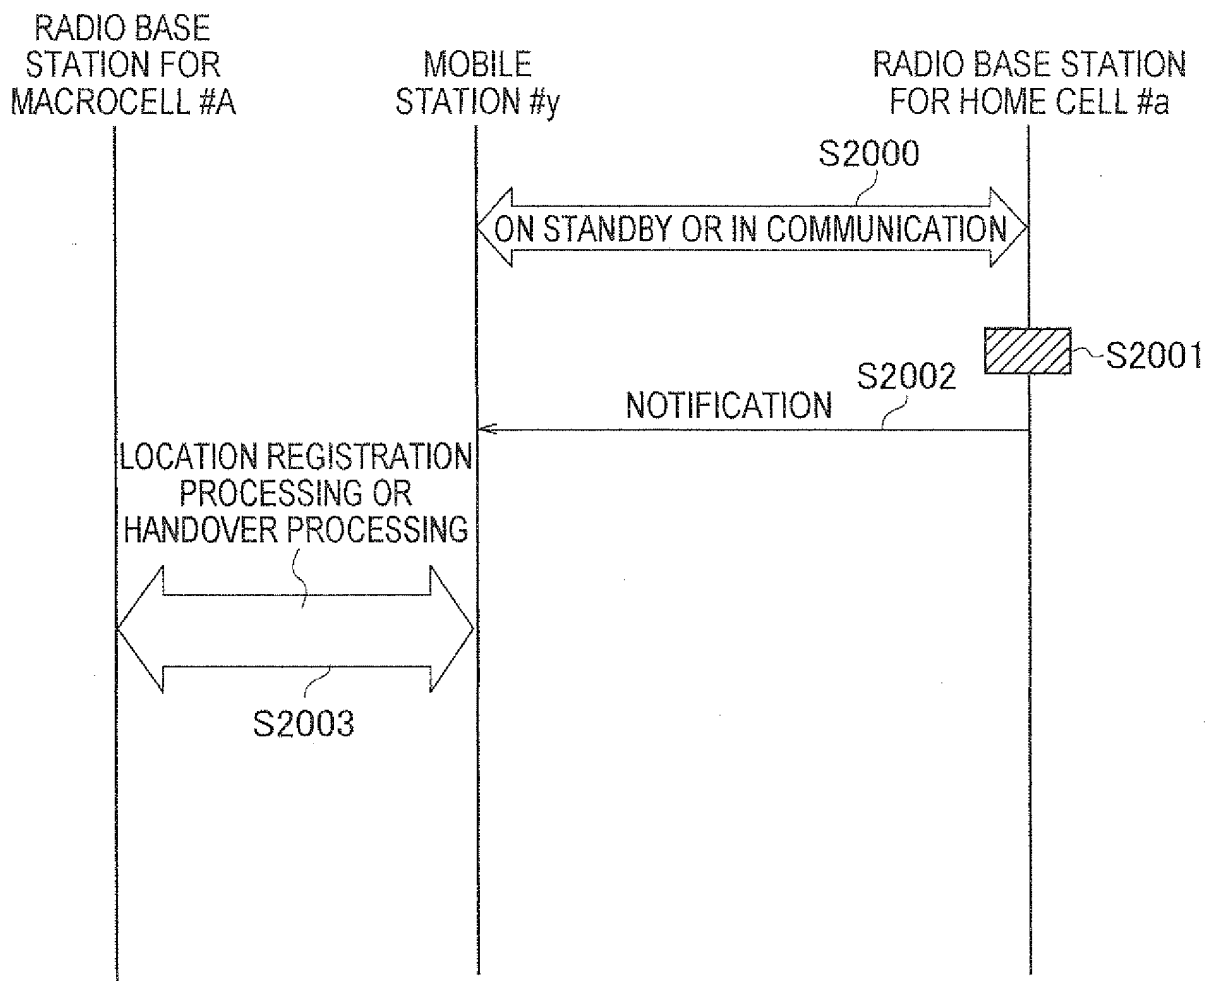 RADIO BASE
STATION FOR
MACROCELL #A
MOBILE
STATION #y
RADIO BASE STATION
FOR HOME CELL #a
S2000
ON STANDBY OR IN COMMUNICATION
S2001
S2002
NOTIFICATION
LOCATION REGISTRATION
PROCESSING OR
HANDOVER PROCESSING
S2003